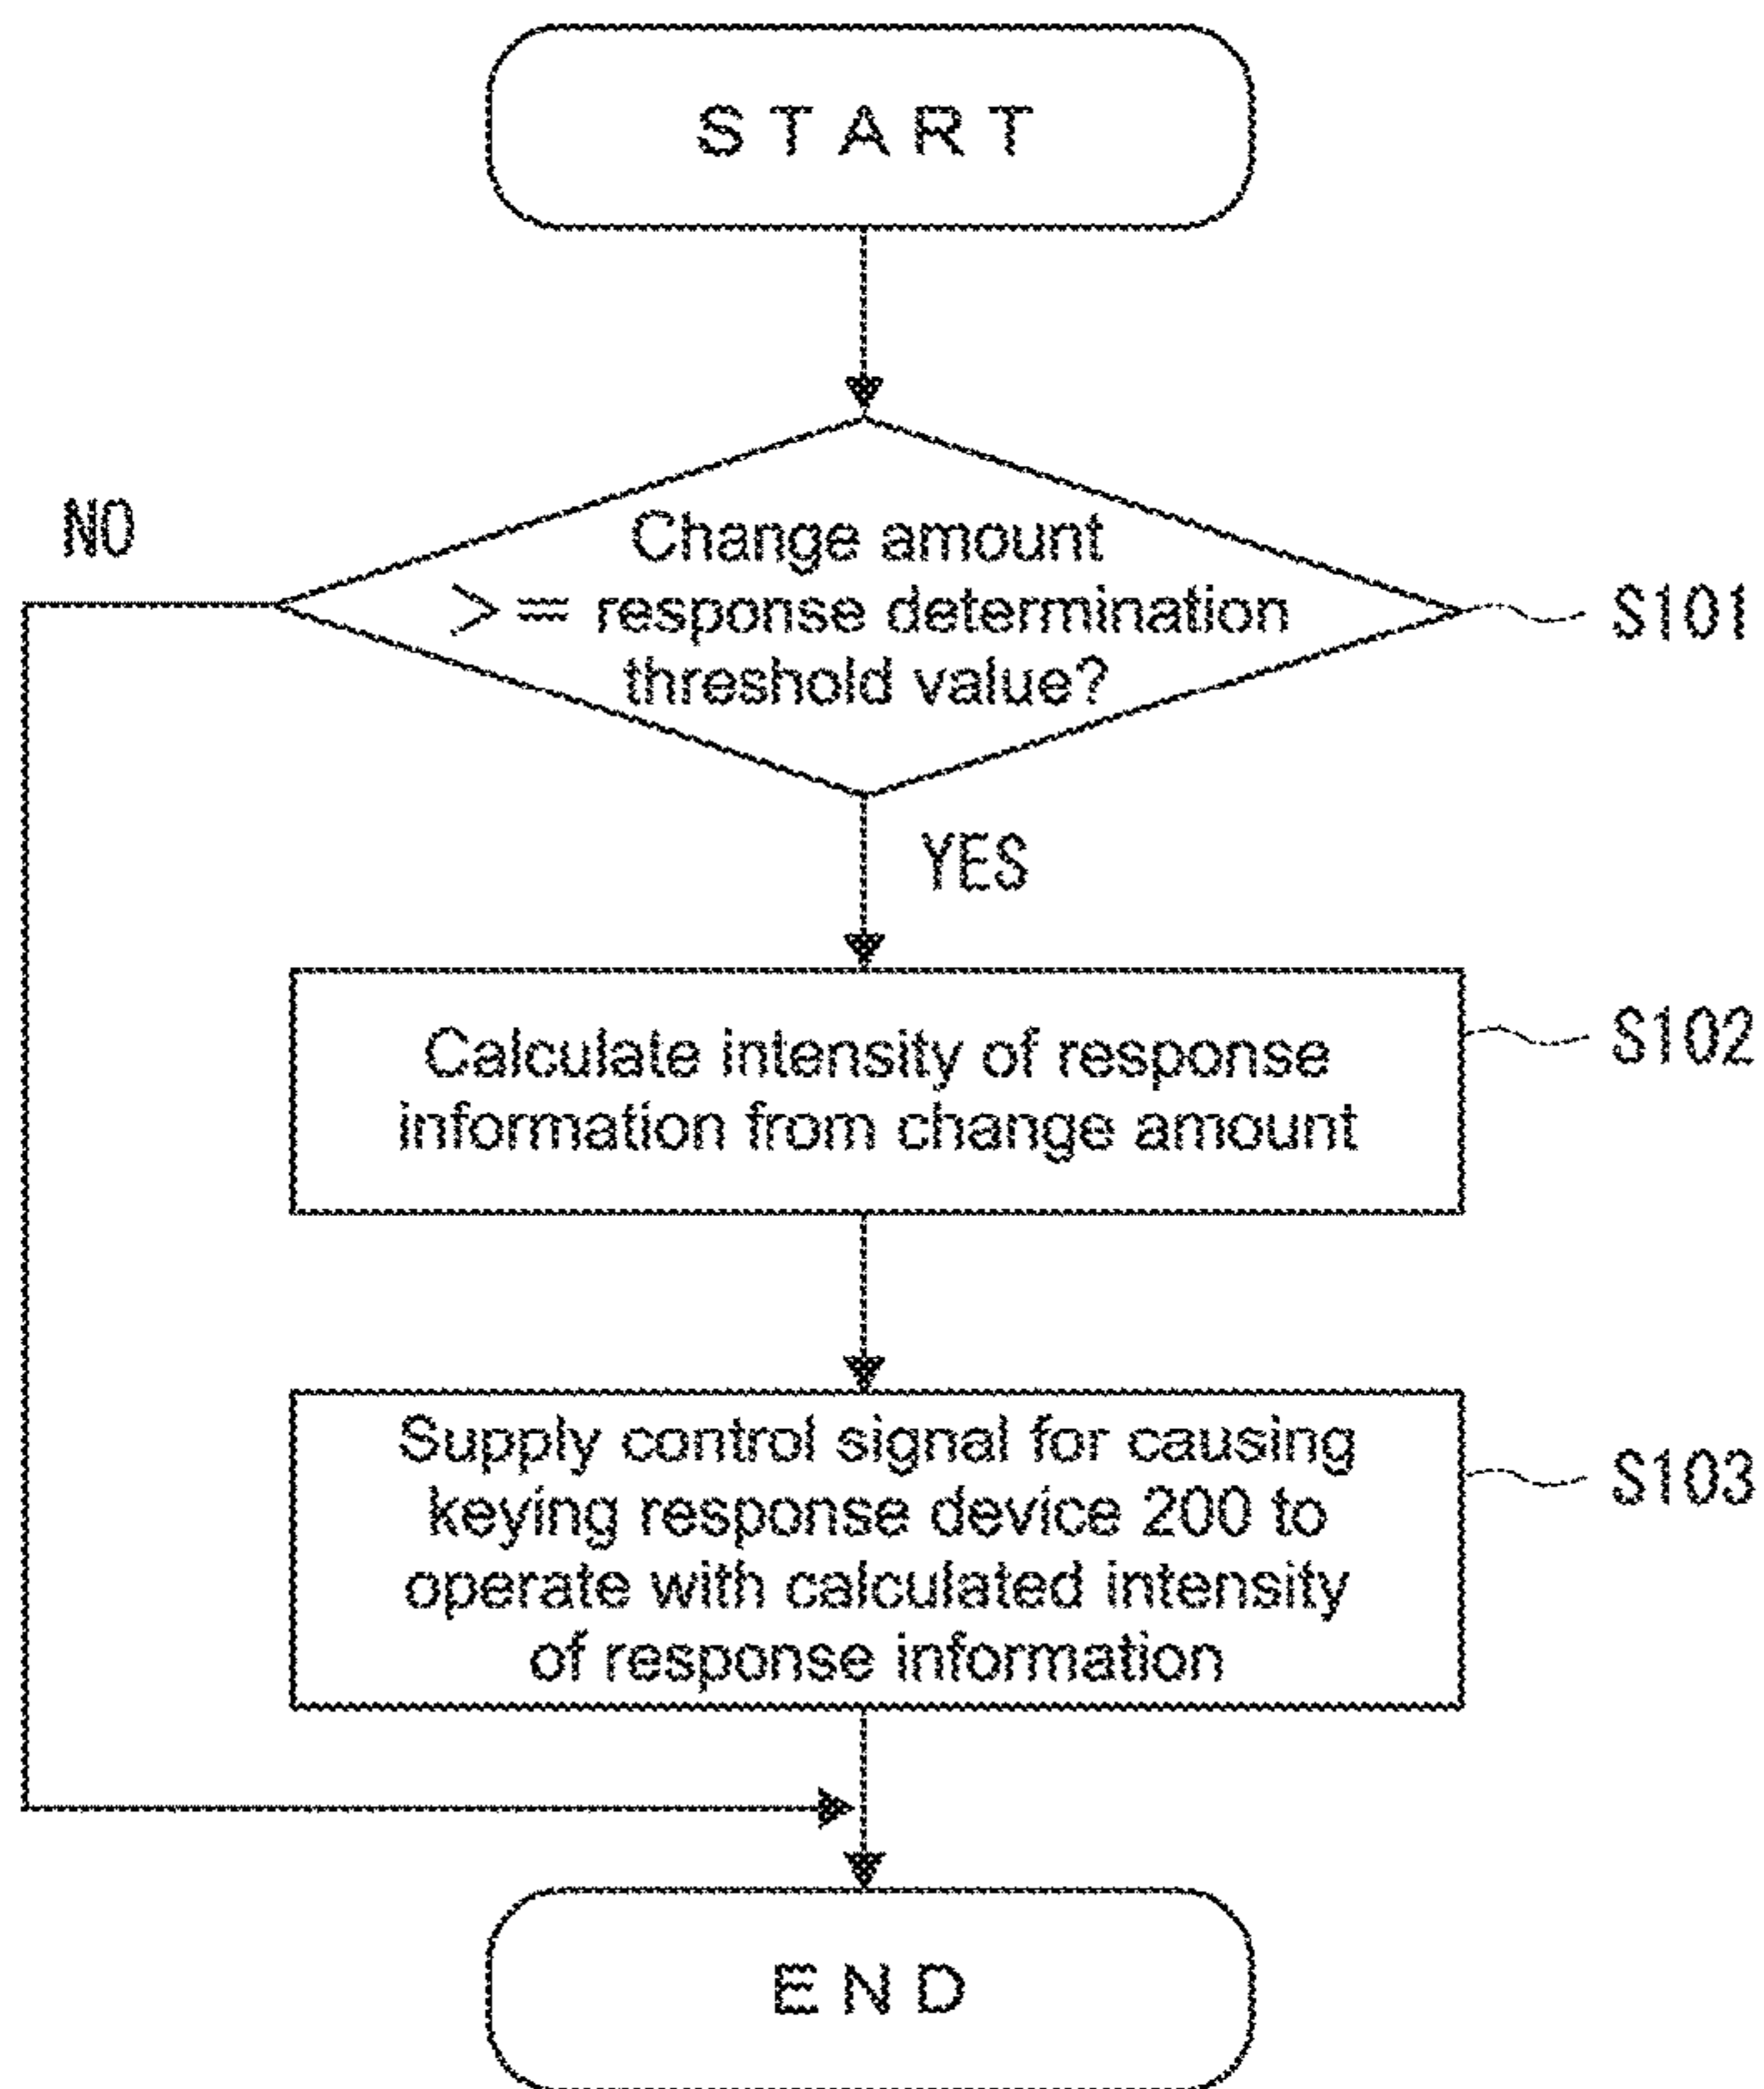 START
NO
Change amount
>= response determination
threshold value?
S101
YES
Calculate intensity of response
information from change amount
S102
Supply control signal for causing
keying response device 200 to
operate with calculated intensity
of response information
S103
END